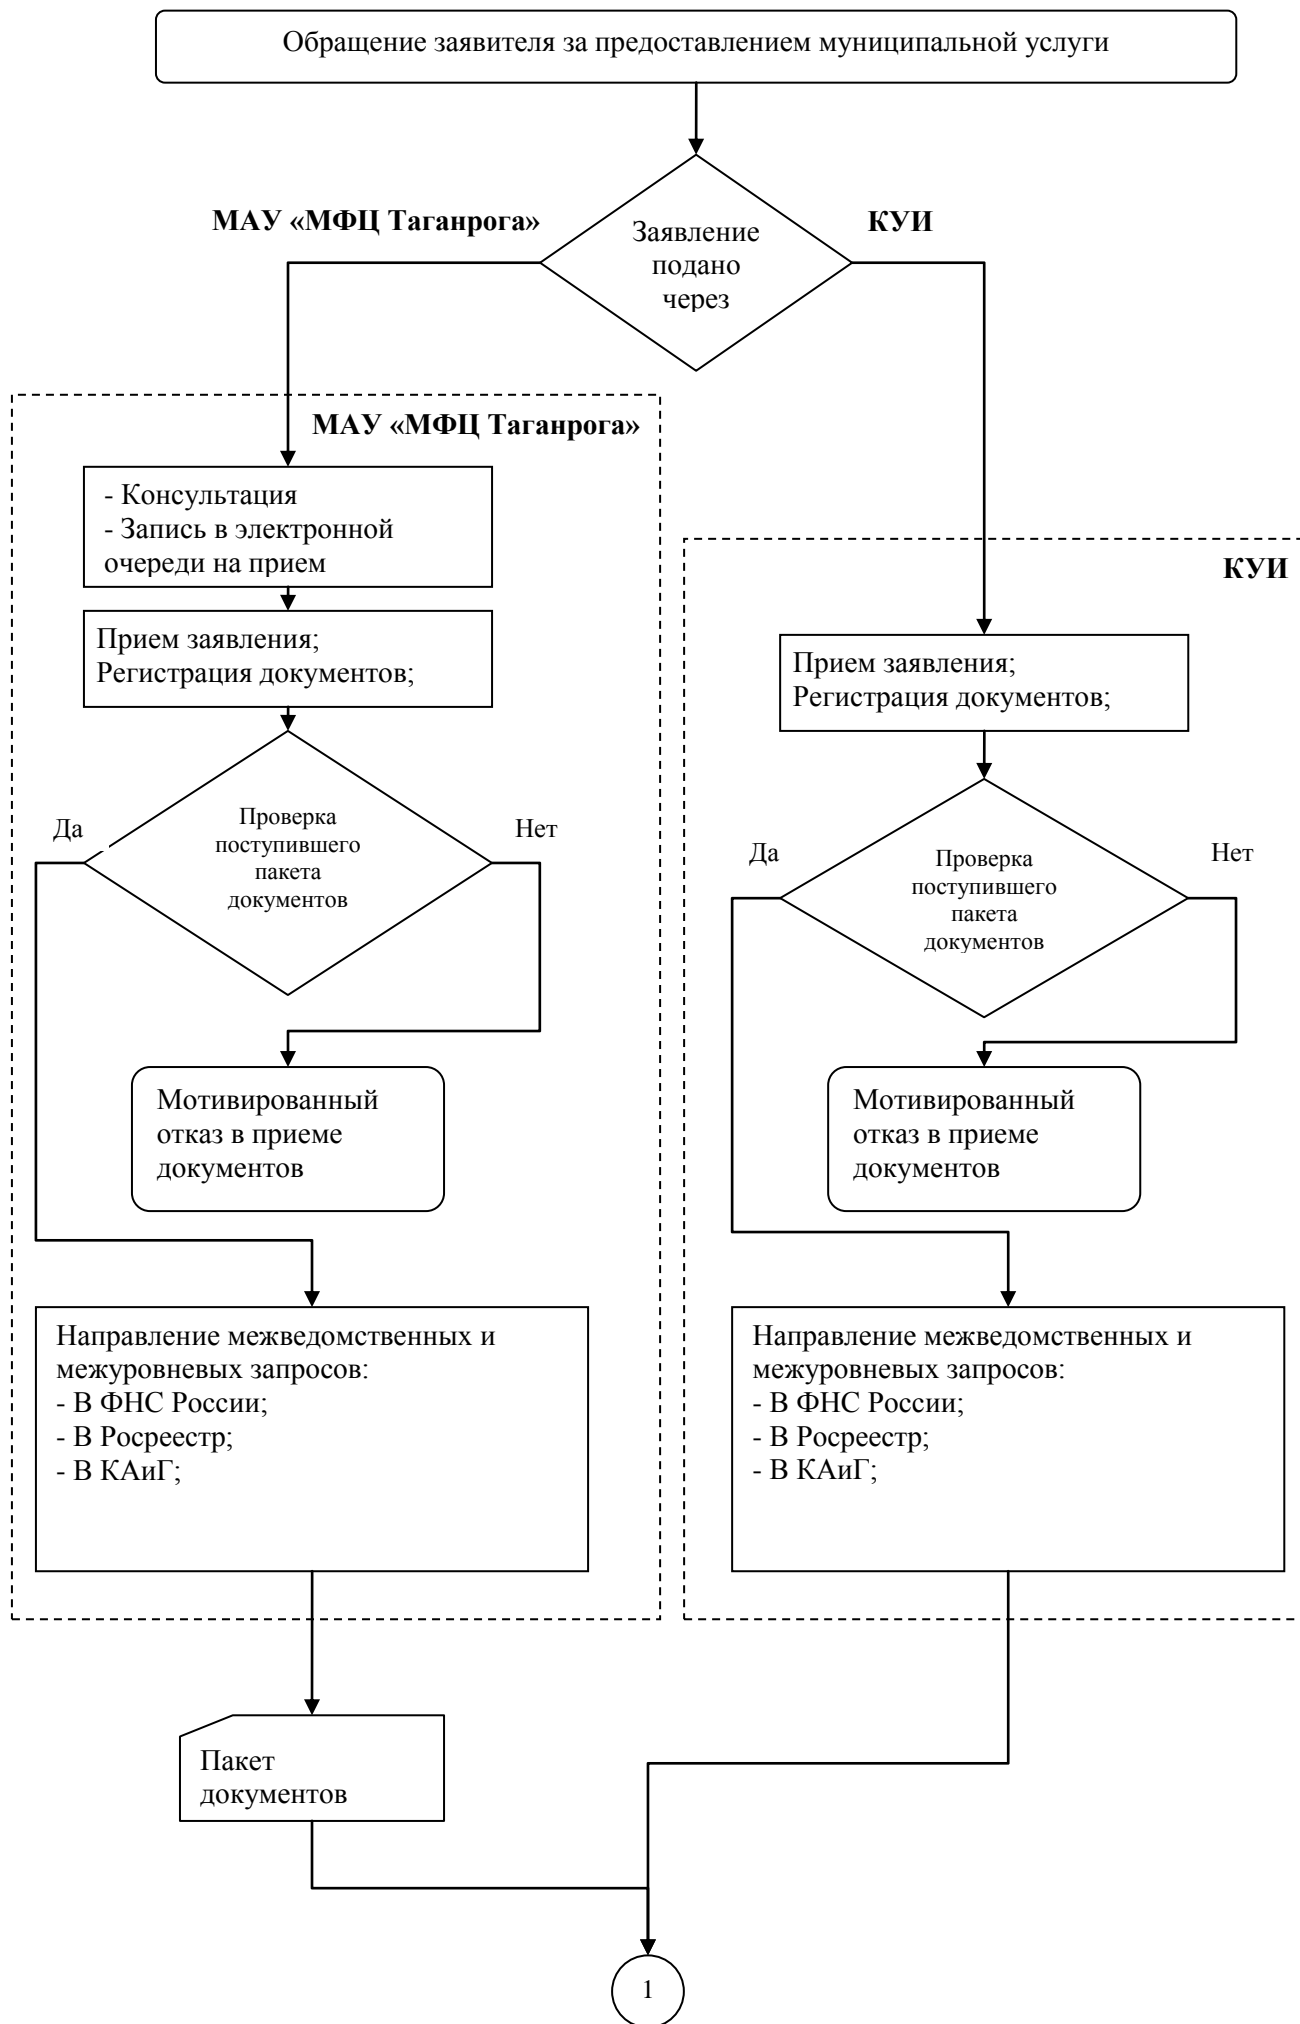 Обращение заявителя за предоставлением муниципальной услуги
МАУ «МФЦ Таганрога»
КУИ
Заявление
подано
через
МАУ «МФЦ Таганрога»
- Консультация
- Запись в электронной
очереди на прием
Прием заявления;
Регистрация документов;
Да
Проверка
поступившего
пакета
документов
Нет
Мотивированный
отказ в приеме
документов
Направление межведомственных и
межуровневых запросов:
- В ФНС России;
- В Росреестр;
- В КАиГ;
КУИ
Прием заявления;
Регистрация документов;
Да
Проверка
поступившего
пакета
документов
Нет
Мотивированный
отказ в приеме
документов
Направление межведомственных и
межуровневых запросов:
- В ФНС России;
- В Росреестр;
- В КАиГ;
Пакет
документов
1